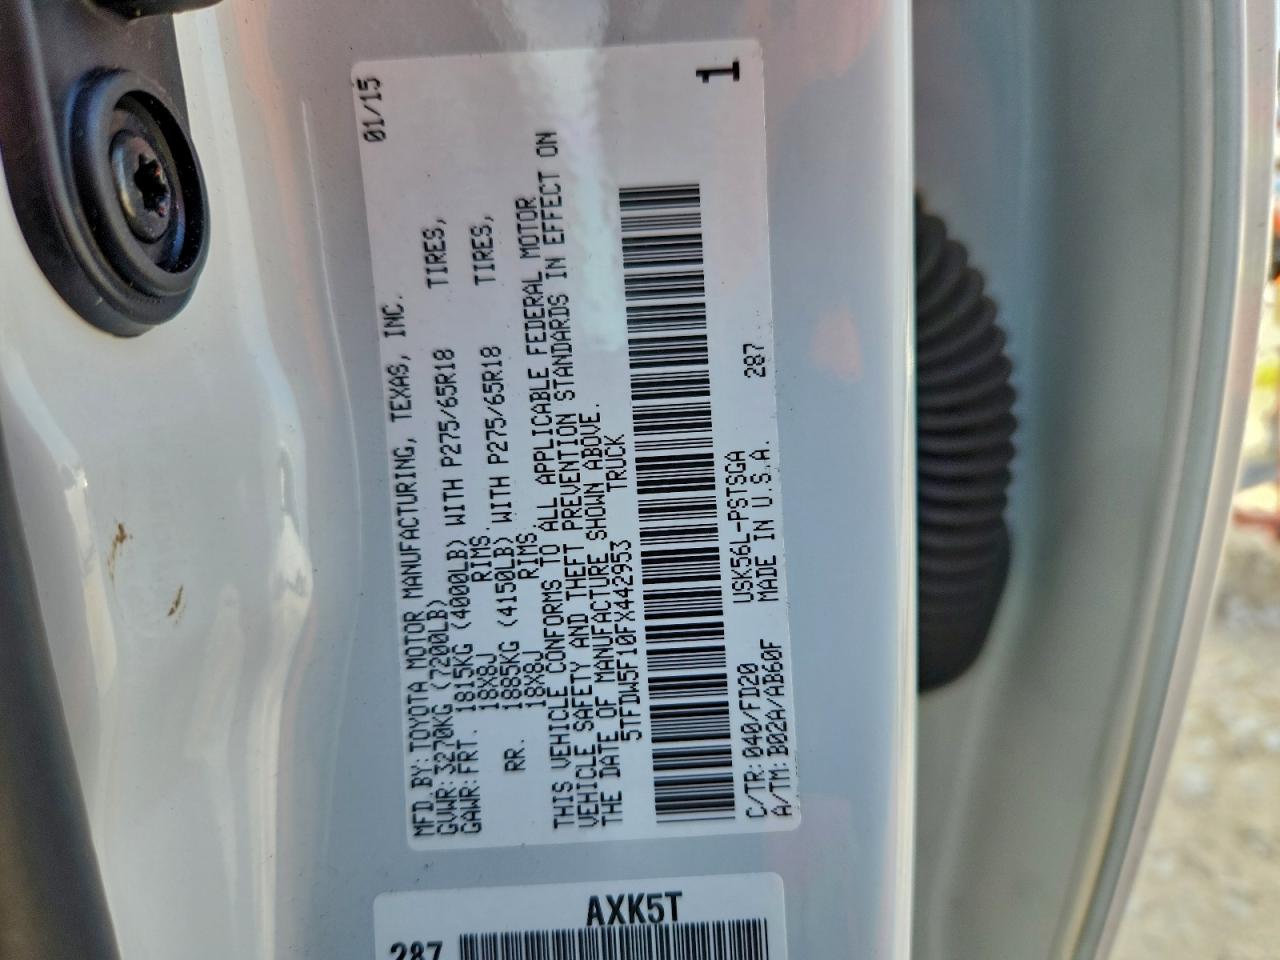 01/15
MFD.BY:TOYOTA MOTOR MANUFACTURING, TEXAS, INC.
GVWR:3270KG (7200LB)
GAWR:FRT. 1815KG (4000LB) WITH P275/65R18 TIRES,
18X8J RIMS.
RR. 1885KG (4150LB) WITH P275/65R18 TIRES,
18X8J RIMS.
THIS VEHICLE CONFORMS TO ALL APPLICABLE FEDERAL MOTOR
VEHICLE SAFETY AND THEFT PREVENTION STANDARDS IN EFFECT ON
THE DATE OF MANUFACTURE SHOWN ABOVE.
5TFDW5F10FX442953 TRUCK
C/TR:040/FD20 USK56L-PSTSGA 287
A/TM:B02A/AB60F MADE IN U.S.A.
1
AXK5T
287